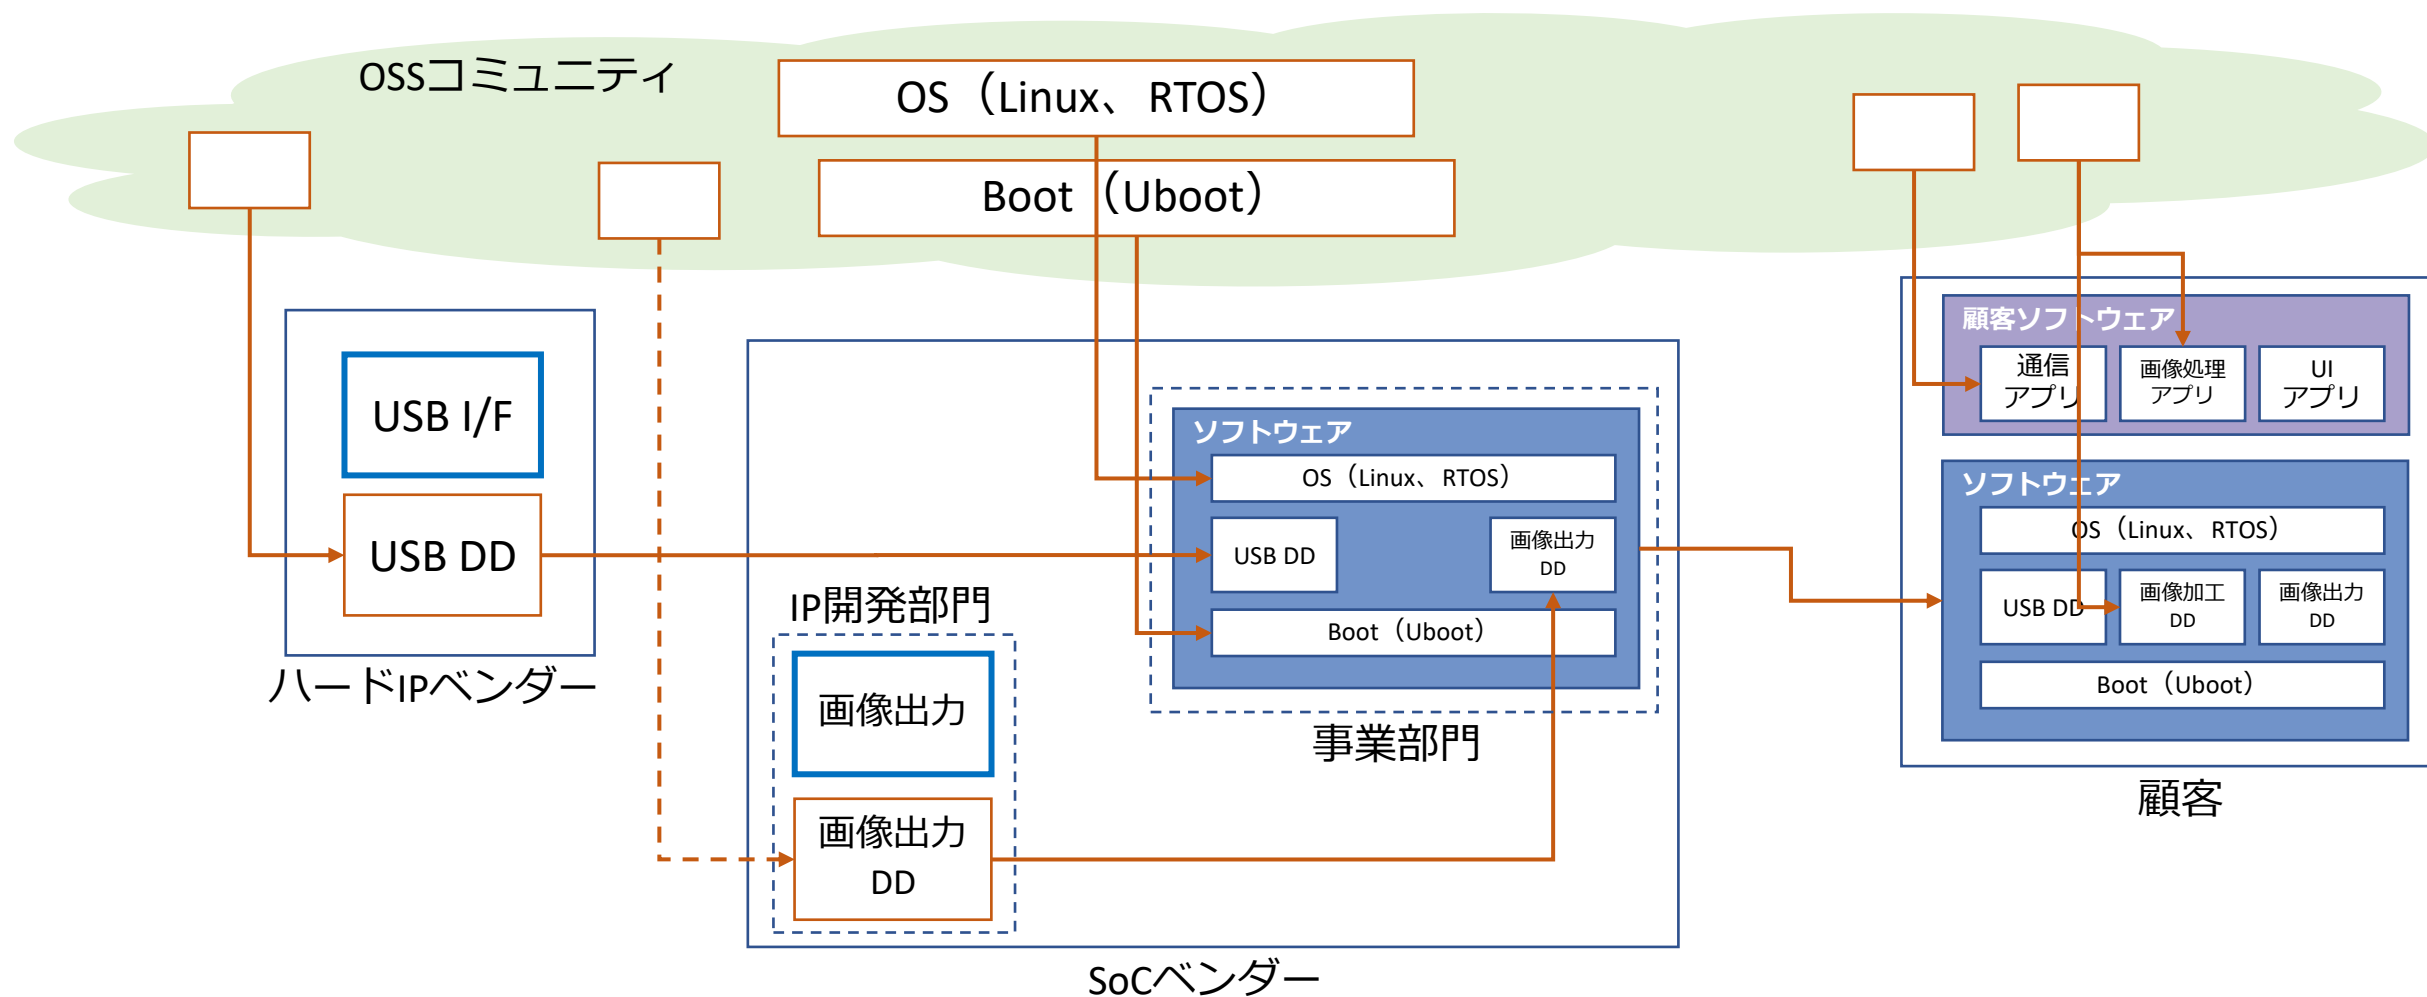 OSSコミュニティ
OS（Linux、RTOS）
Boot（Uboot）
USB I/F
USB DD
ハードIPベンダー
IP開発部門
画像出力
画像出力
DD
ソフトウェア
OS（Linux、RTOS）
USB DD
画像出力
DD
Boot（Uboot）
事業部門
SoCベンダー
顧客ソフトウェア
通信
アプリ
画像処理
アプリ
UI
アプリ
ソフトウェア
OS（Linux、RTOS）
USB DD
画像加工
DD
画像出力
DD
Boot（Uboot）
顧客